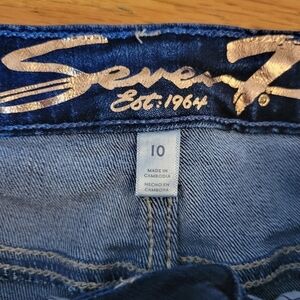 Seven7
Est: 1964
10
MADE IN
CAMBODIA
HECHO EN
CAMBOYA